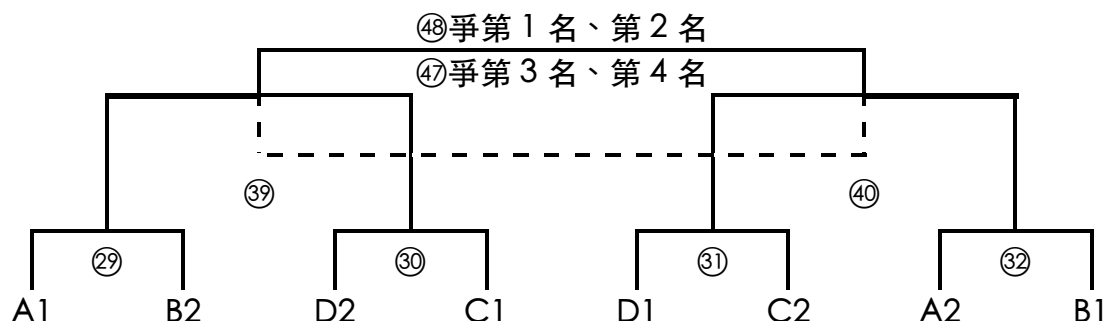 ㊽爭第 1 名、第 2 名
㊼爭第 3 名、第 4 名
㊴ ㊵
㉙ ㉚ ㉛ ㉜
A1 B2 D2 C1 D1 C2 A2 B1